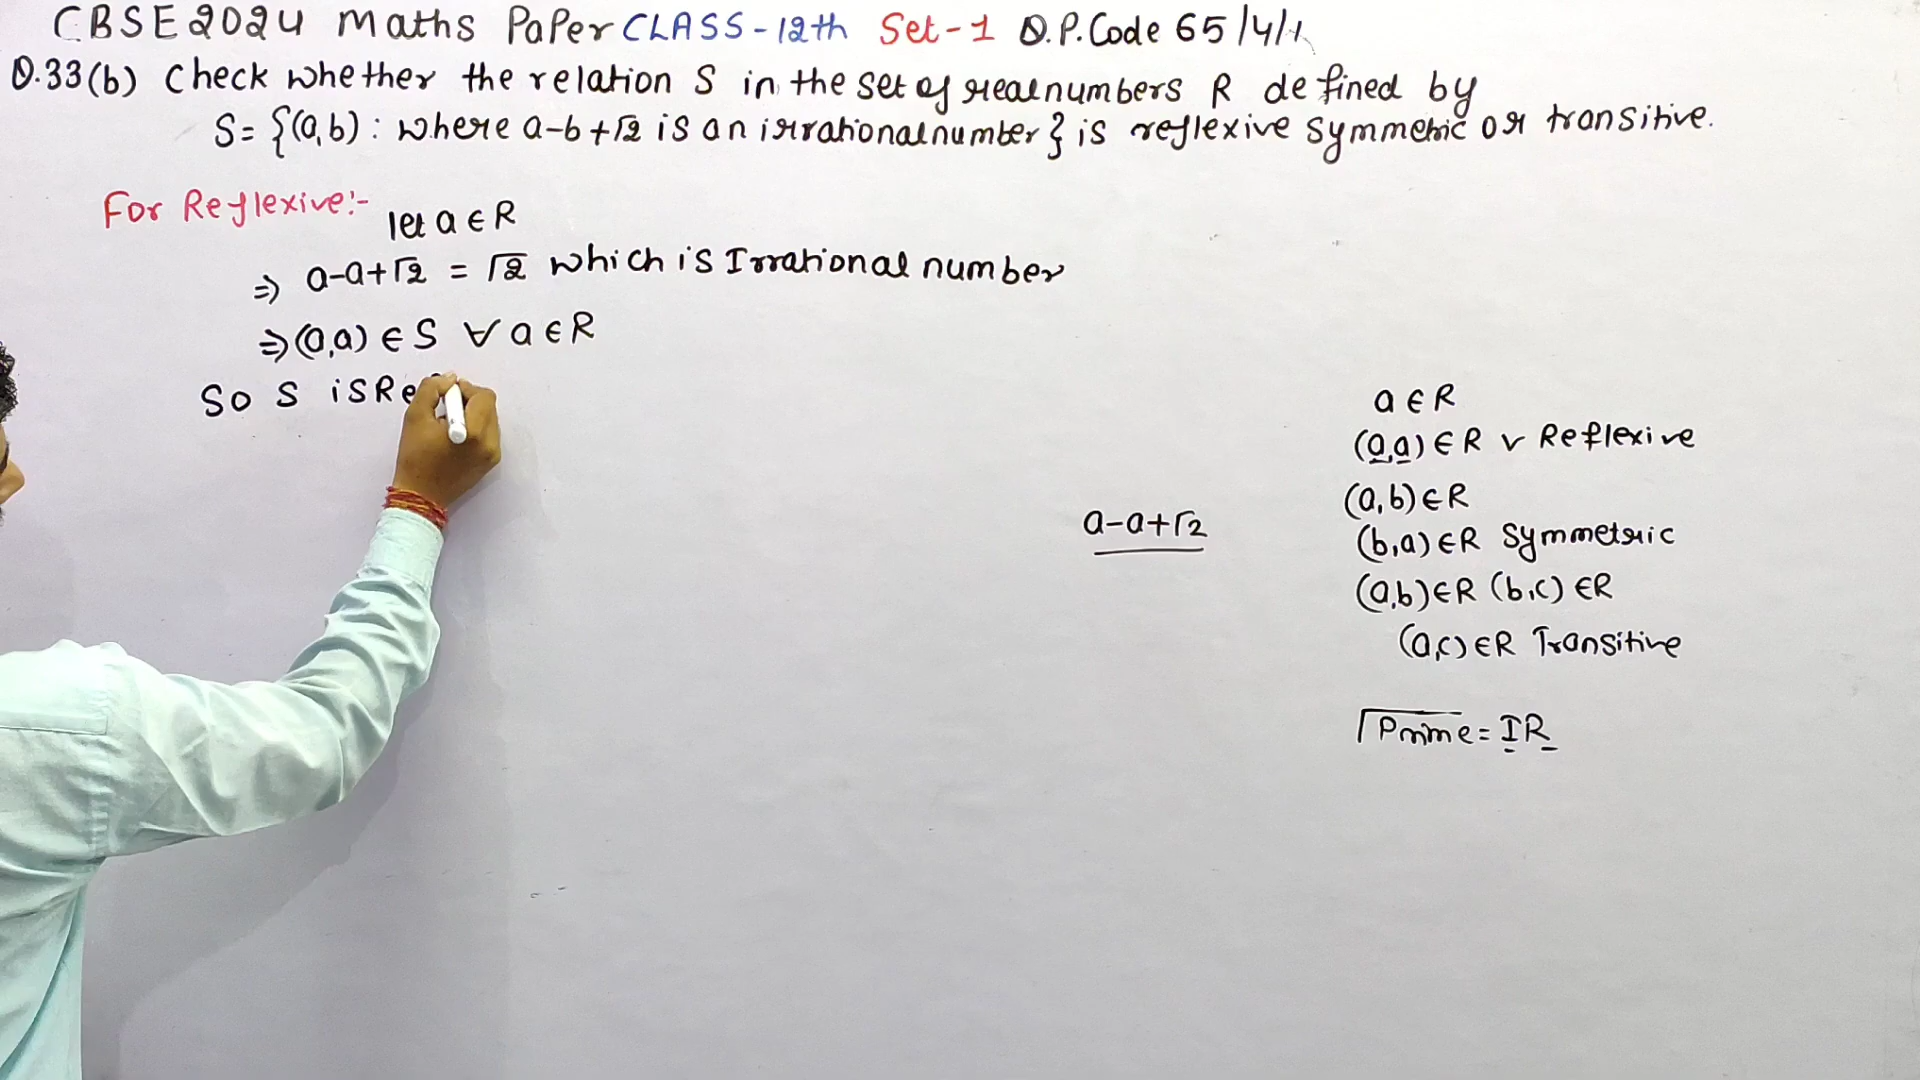 CBSE 2024 Maths PaPer CLASS-12th Set-1 Q.P.Code 65/4/1
Q.33(b) Check whether the relation S in the set of real numbers R defined by
S= {(a,b) : where a-b+√2 is an irrational number} is reflexive symmetric or transitive.
For Reflexive:-
let a ∈ R
⇒ a-a+√2 = √2 which is Irrational number
⇒ (a,a) ∈ S ∀ a ∈ R
So S is Re
a-a+√2
a ∈ R
(a,a) ∈ R ✓ Reflexive
(a,b) ∈ R
(b,a) ∈ R Symmetric
(a,b) ∈ R (b,c) ∈ R
(a,c) ∈ R Transitive
√Prime = IR